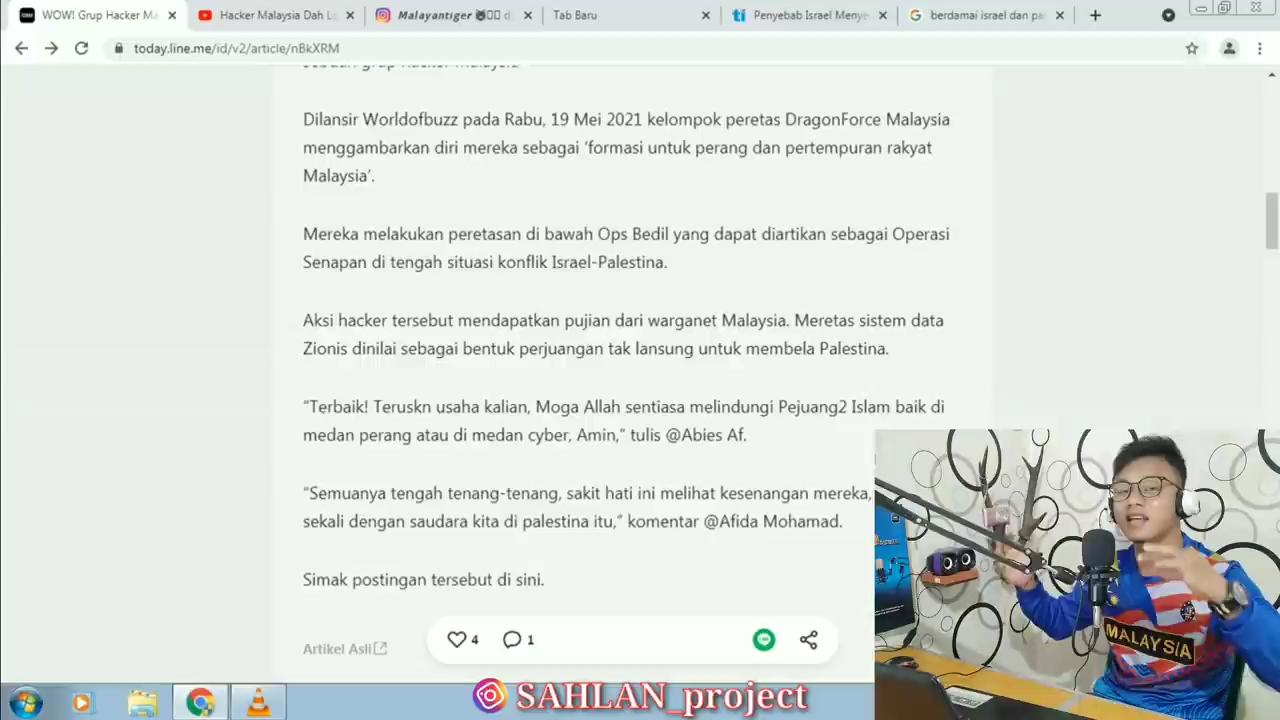 WOW! Grup Hacker Ma
Hacker Malaysia Dah L
Malayantiger
Tab Baru
Penyebab Israel Menye
berdamai israel dan pa
today.line.me/id/v2/article/nBkXRM
Dilansir Worldofbuzz pada Rabu, 19 Mei 2021 kelompok peretas DragonForce Malaysia
menggambarkan diri mereka sebagai ‘formasi untuk perang dan pertempuran rakyat
Malaysia’.
Mereka melakukan peretasan di bawah Ops Bedil yang dapat diartikan sebagai Operasi
Senapan di tengah situasi konflik Israel-Palestina.
Aksi hacker tersebut mendapatkan pujian dari warganet Malaysia. Meretas sistem data
Zionis dinilai sebagai bentuk perjuangan tak lansung untuk membela Palestina.
“Terbaik! Teruskn usaha kalian, Moga Allah sentiasa melindungi Pejuang2 Islam baik di
medan perang atau di medan cyber, Amin,” tulis @Abies Af.
“Semuanya tengah tenang-tenang, sakit hati ini melihat kesenangan mereka,
sekali dengan saudara kita di palestina itu,” komentar @Afida Mohamad.
Simak postingan tersebut di sini.
Artikel Asli
4
1
MALAYSIA
SAHLAN_project